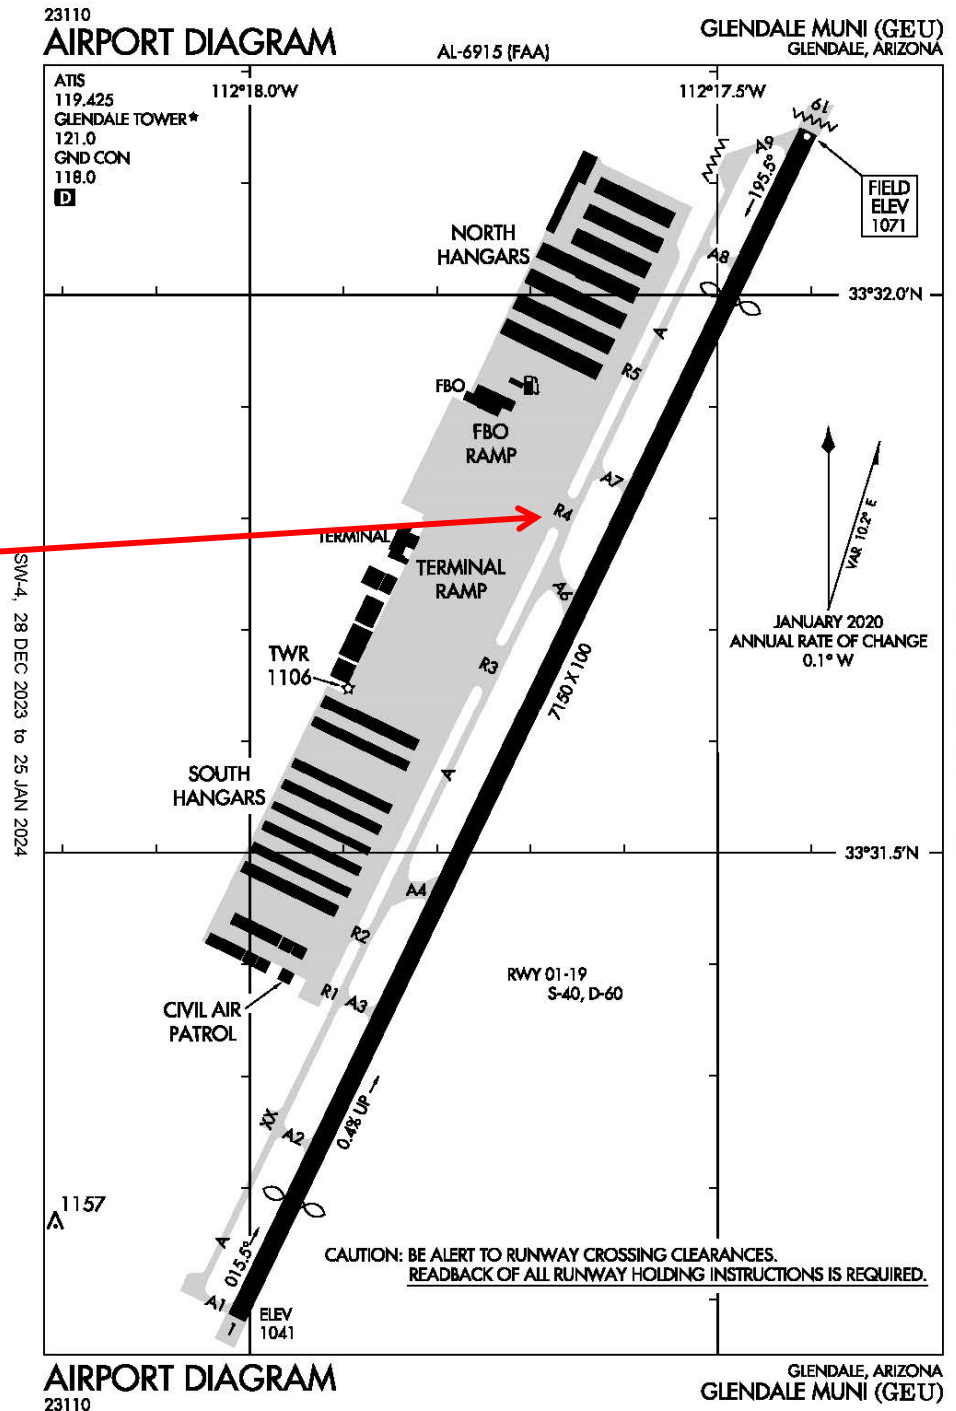 23110
AIRPORT DIAGRAM
AL-6915 (FAA)
GLENDALE MUNI (GEU)
GLENDALE, ARIZONA
ATIS
119.425
GLENDALE TOWER★
121.0
GND CON
118.0
D
112°18.0'W
112°17.5'W
19
A9
195.5°
FIELD
ELEV
1071
NORTH
HANGARS
A8
33°32.0'N
A
R5
FBO
FBO
RAMP
A7
R4
VAR 10.2° E
TERMINAL
TERMINAL
RAMP
A6
JANUARY 2020
ANNUAL RATE OF CHANGE
0.1° W
TWR
1106
R3
7150 X 100
SOUTH
HANGARS
A
SW-4, 28 DEC 2023 to 25 JAN 2024
33°31.5'N
A4
R2
RWY 01-19
S-40, D-60
R1
A3
CIVIL AIR
PATROL
0.4% UP
XX
A2
1157
A
015.5°
CAUTION: BE ALERT TO RUNWAY CROSSING CLEARANCES.
READBACK OF ALL RUNWAY HOLDING INSTRUCTIONS IS REQUIRED.
A1
ELEV
1041
1
AIRPORT DIAGRAM
23110
GLENDALE, ARIZONA
GLENDALE MUNI (GEU)